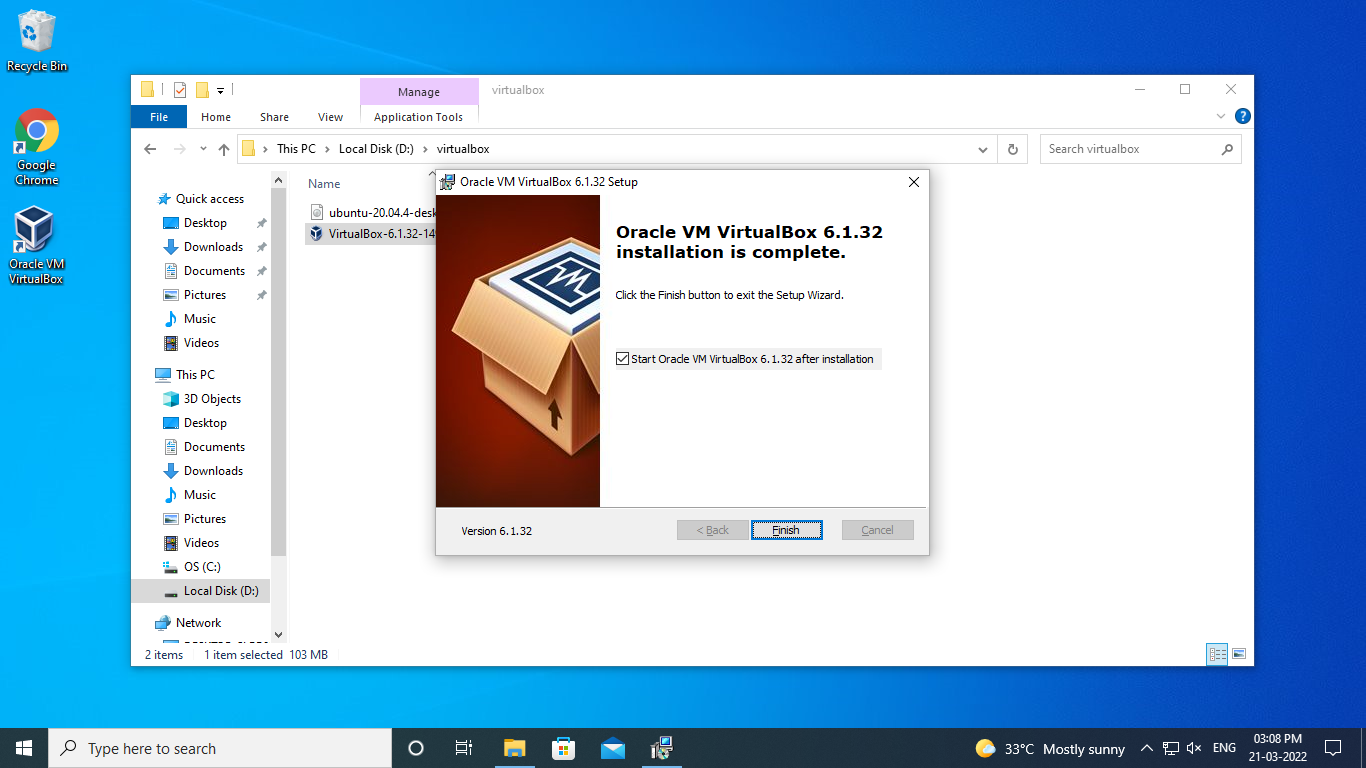 Recycle Bin
Google
Chrome
Oracle VM
VirtualBox
Manage
virtualbox
File
Home
Share
View
Application Tools
?
This PC
Local Disk (D:)
virtualbox
Search virtualbox
Quick access
Desktop
Downloads
Documents
Pictures
Music
Videos
This PC
3D Objects
Desktop
Documents
Downloads
Music
Pictures
Videos
OS (C:)
Local Disk (D:)
Network
Name
ubuntu-20.04.4-desk
VirtualBox-6.1.32-149
2 items
1 item selected 103 MB
Oracle VM VirtualBox 6.1.32 Setup
Oracle VM VirtualBox 6.1.32
installation is complete.
Click the Finish button to exit the Setup Wizard.
Start Oracle VM VirtualBox 6.1.32 after installation
Version 6.1.32
< Back
Finish
Cancel
Type here to search
33°C Mostly sunny
ENG
03:08 PM
21-03-2022